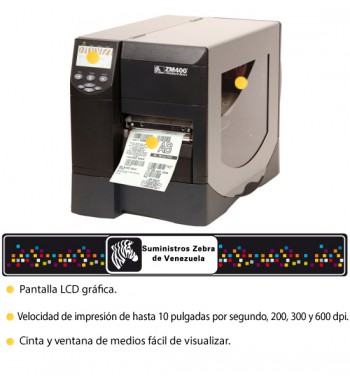 ZM400
Suministros Zebra
de Venezuela
Pantalla LCD gráfica.
Velocidad de impresión de hasta 10 pulgadas por segundo, 200, 300 y 600 dpi.
Cinta y ventana de medios fácil de visualizar.